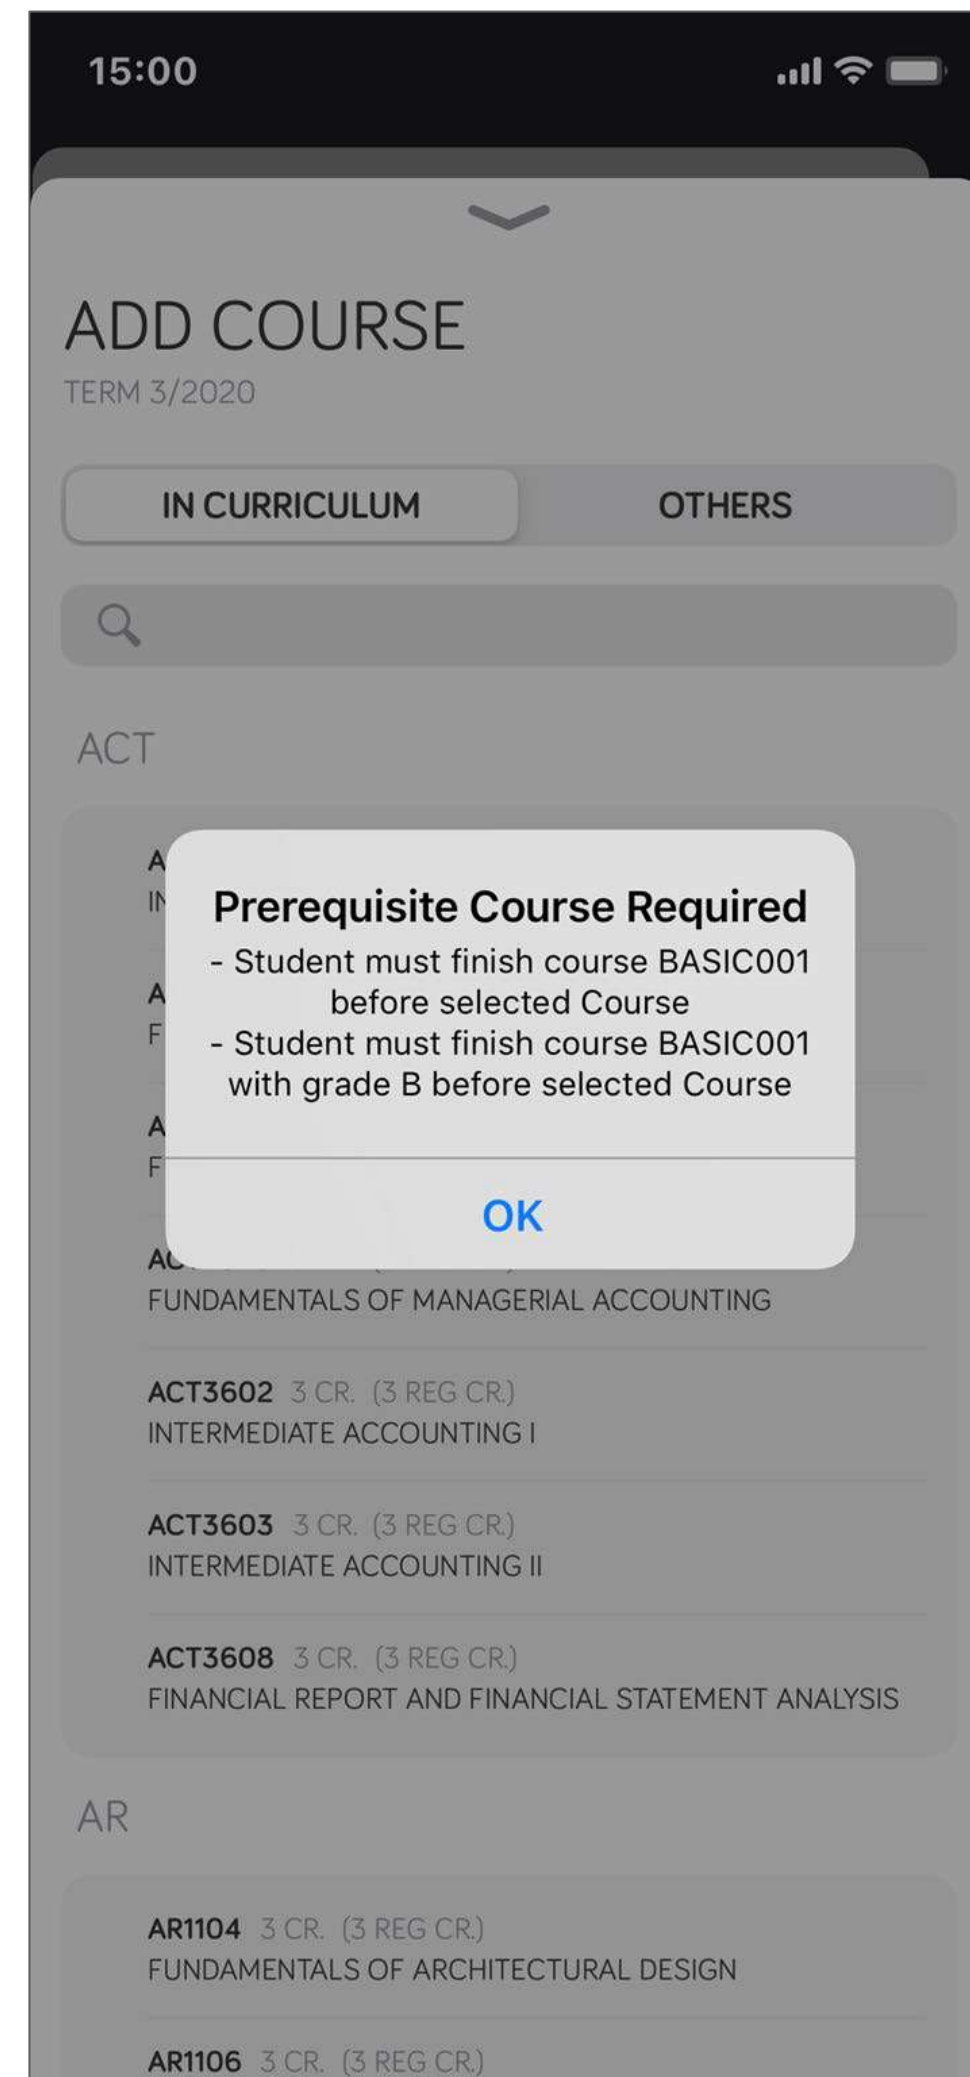 15:00
ADD COURSE
TERM 3/2020
IN CURRICULUM
OTHERS
ACT
Prerequisite Course Required
- Student must finish course BASIC001
before selected Course
- Student must finish course BASIC001
with grade B before selected Course
OK
FUNDAMENTALS OF MANAGERIAL ACCOUNTING
ACT3602 3 CR. (3 REG CR.)
INTERMEDIATE ACCOUNTING I
ACT3603 3 CR. (3 REG CR.)
INTERMEDIATE ACCOUNTING II
ACT3608 3 CR. (3 REG CR.)
FINANCIAL REPORT AND FINANCIAL STATEMENT ANALYSIS
AR
AR1104 3 CR. (3 REG CR.)
FUNDAMENTALS OF ARCHITECTURAL DESIGN
AR1106 3 CR. (3 REG CR.)